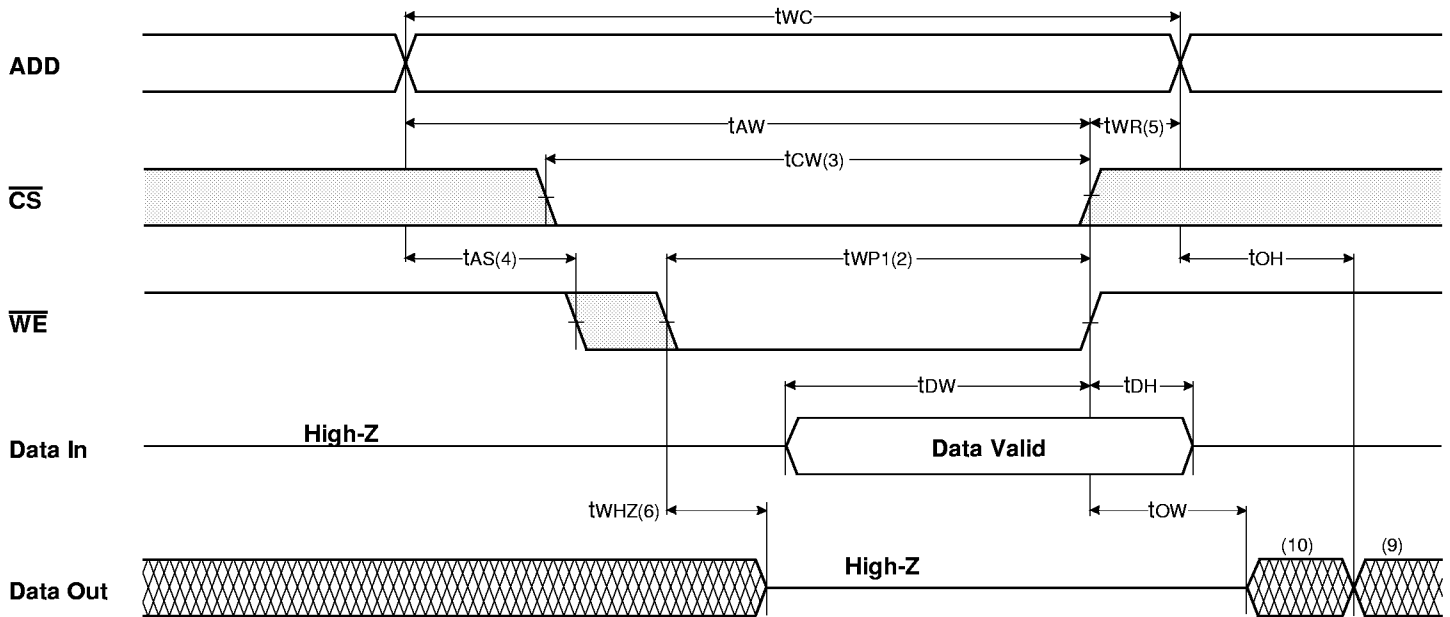 tWC
ADD
tAW
tWR(5)
tCW(3)
CS
tAS(4)
tWP1(2)
tOH
WE
tDW
tDH
High-Z
Data In
Data Valid
tWHZ(6)
tOW
(10)
(9)
High-Z
Data Out